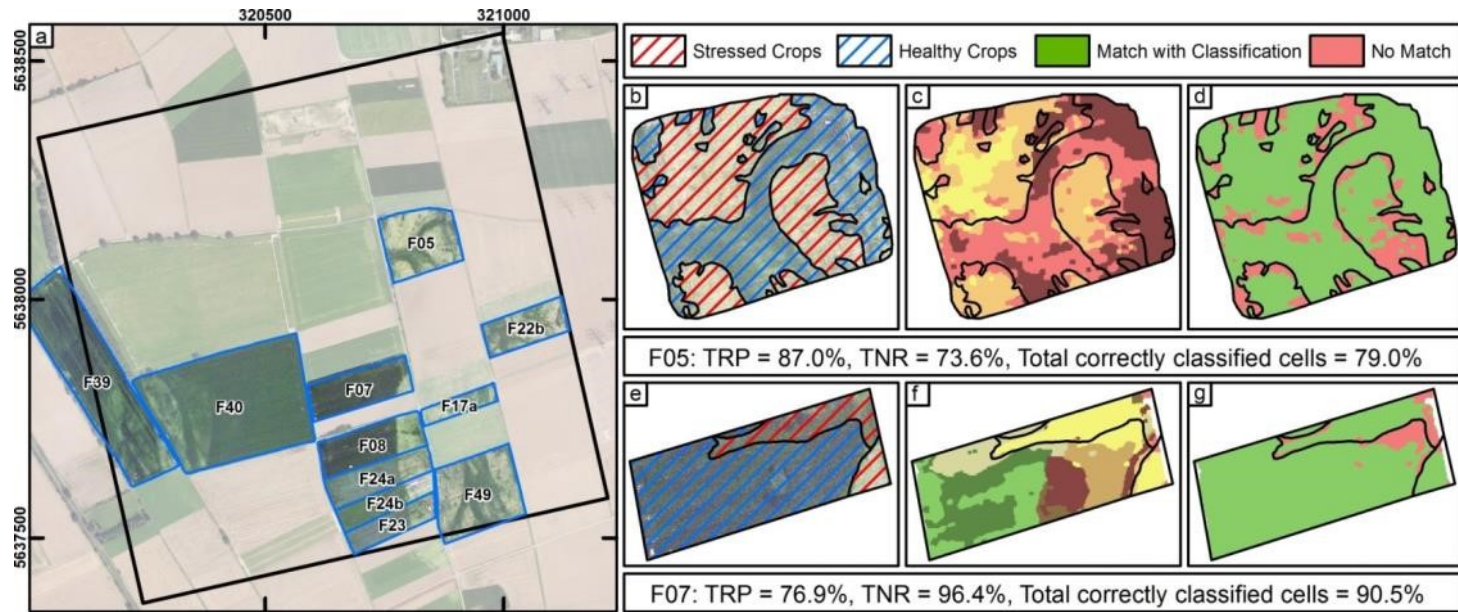 320500 321000
a
5638500
5638000
5637500
F05
F22b
F39
F40
F07
F17a
F08
F24a
F49
F24b
F23
Stressed Crops Healthy Crops Match with Classification No Match
b c d
F05: TRP = 87.0%, TNR = 73.6%, Total correctly classified cells = 79.0%
e f g
F07: TRP = 76.9%, TNR = 96.4%, Total correctly classified cells = 90.5%